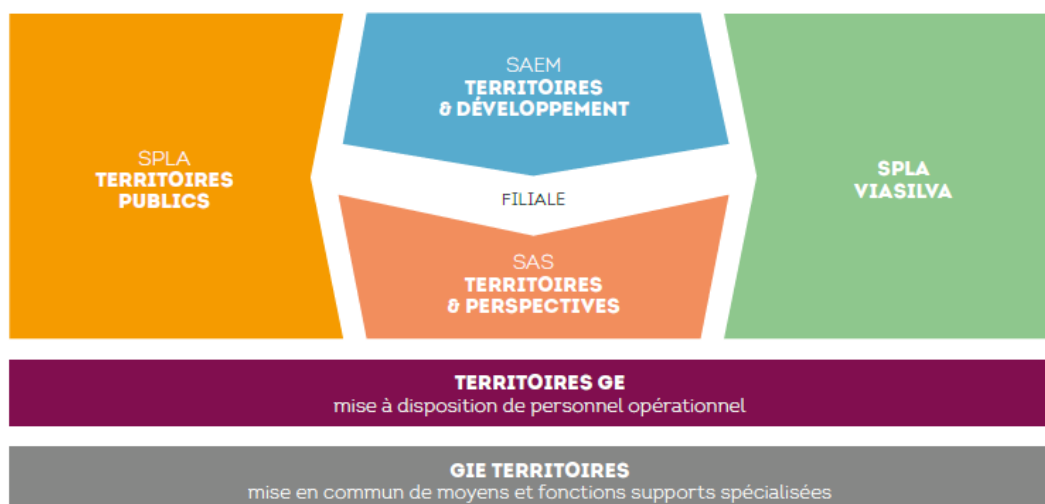 SPLA
TERRITOIRES
PUBLICS
SAEM
TERRITOIRES
& DÉVELOPPEMENT
FILIALE
SAS
TERRITOIRES
& PERSPECTIVES
SPLA
VIASILVA
TERRITOIRES GE
mise à disposition de personnel opérationnel
GIE TERRITOIRES
mise en commun de moyens et fonctions supports spécialisées